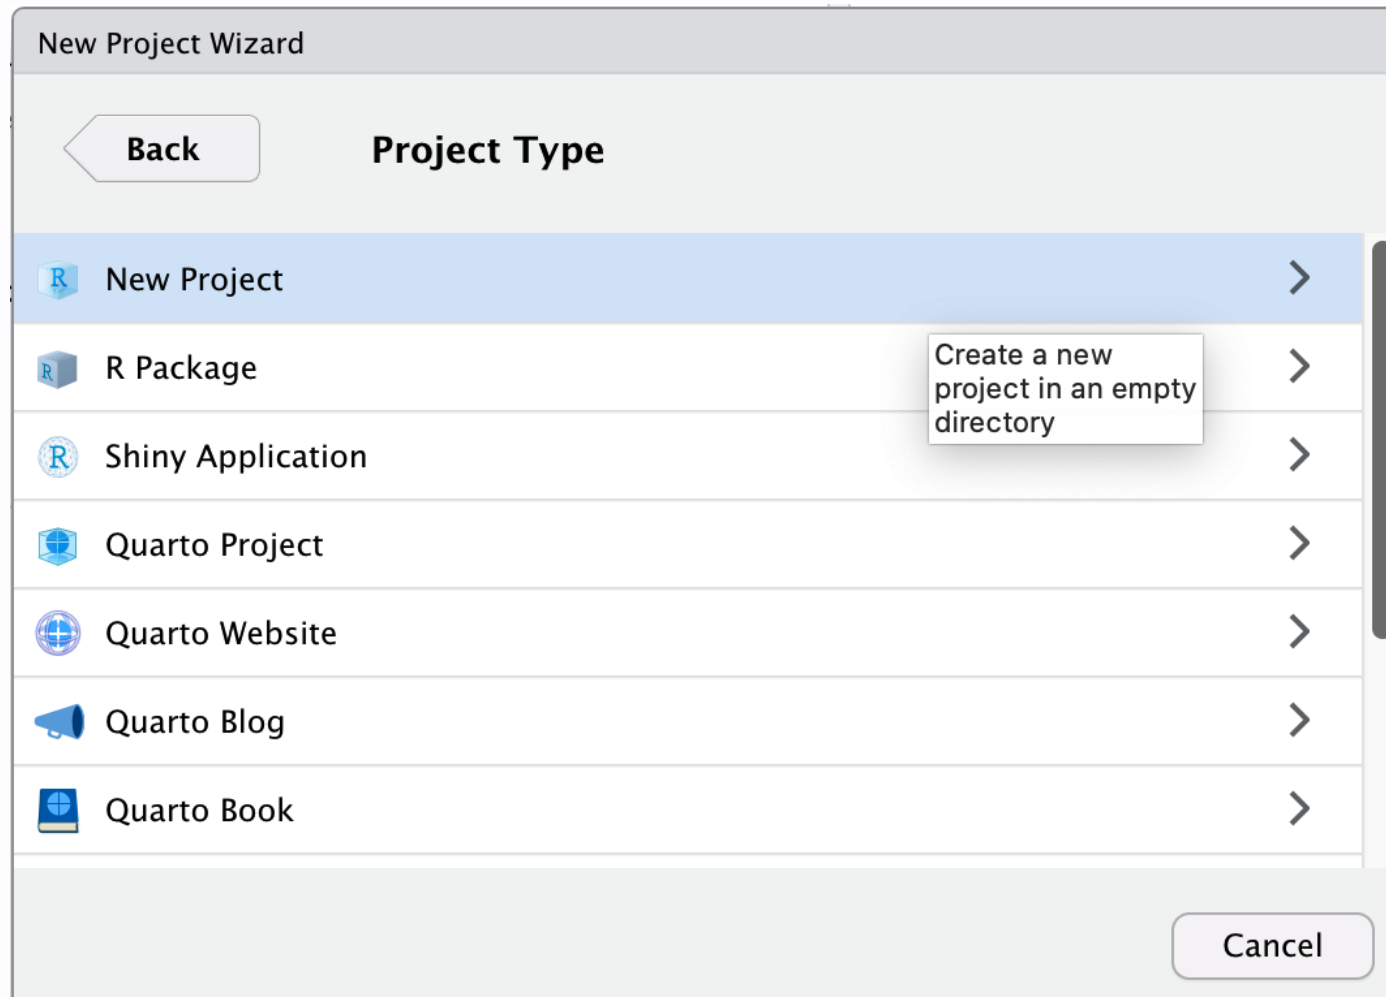 New Project Wizard
Back
Project Type
R New Project
R R Package
R Shiny Application
Create a new
project in an empty
directory
Quarto Project
Quarto Website
Quarto Blog
Quarto Book
Cancel